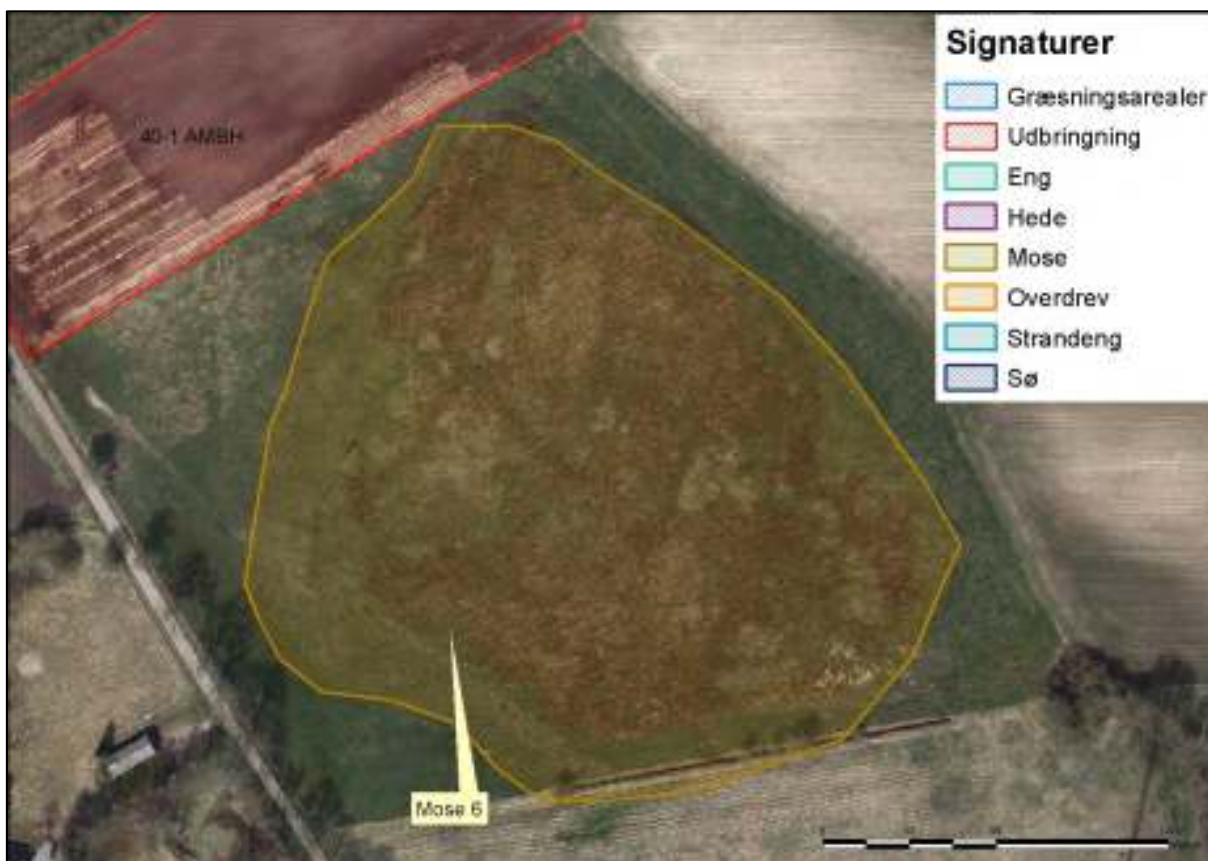 Signaturer
Græsningsarealer
Udbringning
Eng
Hede
Mose
Overdrev
Strandeng
Sø
40-1 AMBH
Mose 6